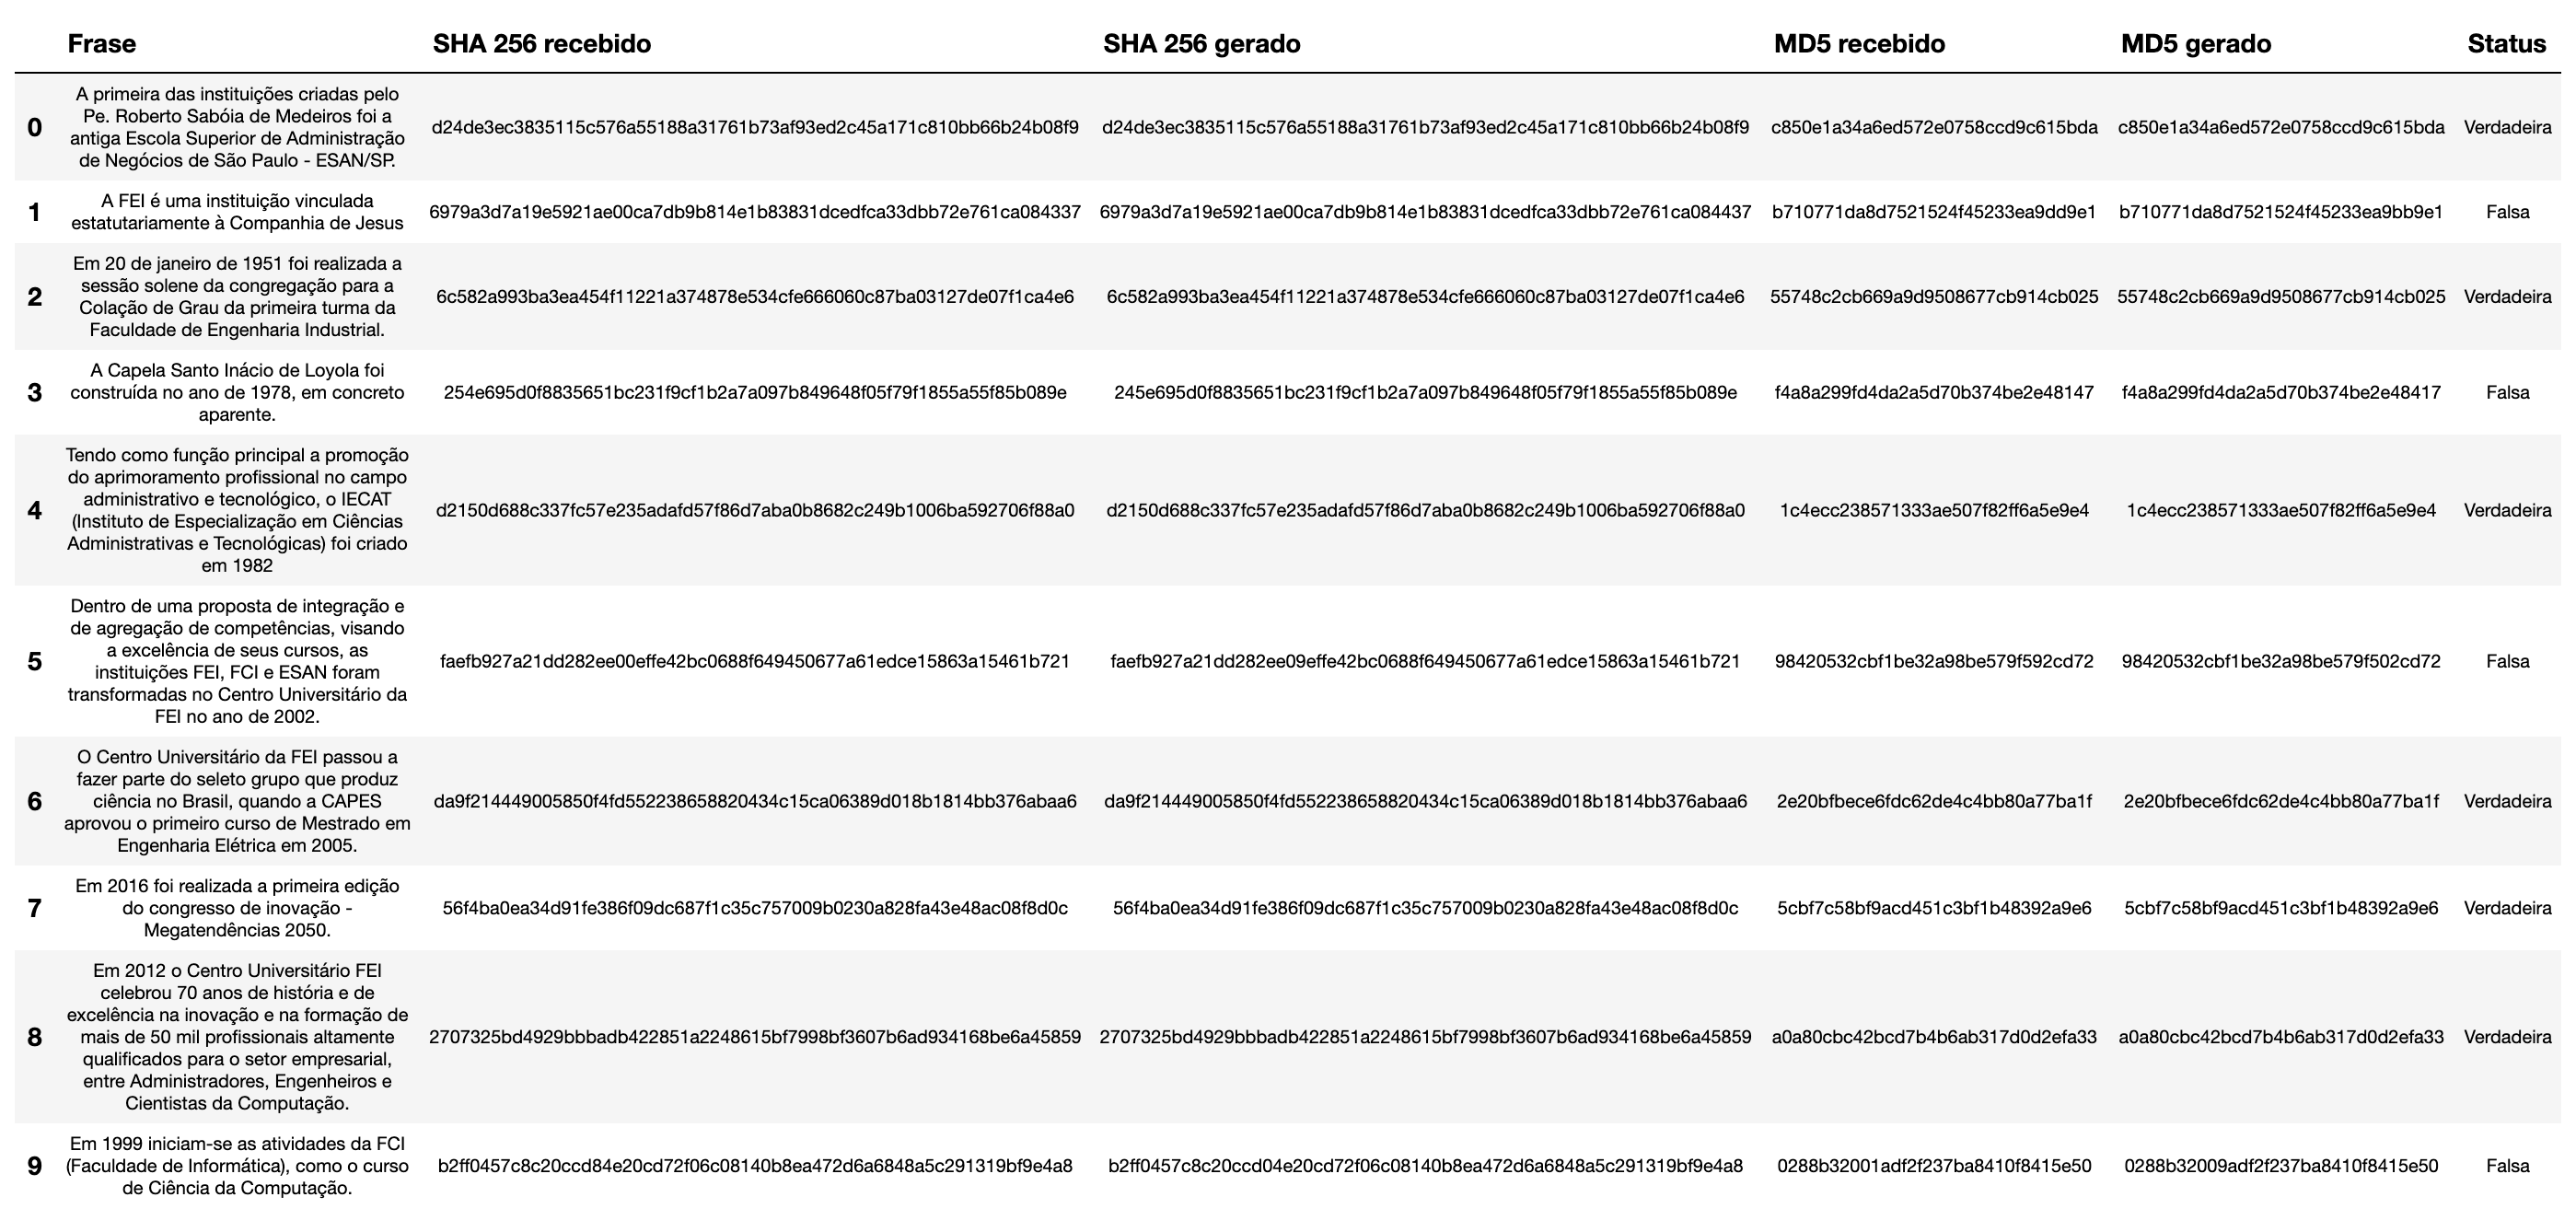 Frase SHA 256 recebido SHA 256 gerado MD5 recebido MD5 gerado Status
A primeira das instituições criadas pelo
Pe. Roberto Sabóia de Medeiros foi a
0 antiga Escola Superior de Administração d24de3ec3835115c576a55188a31761b73af93ed2c45a171c810bb66b24b08f9 d24de3ec3835115c576a55188a31761b73af93ed2c45a171c810bb66b24b08f9 c850e1a34a6ed572e0758ccd9c615bda c850e1a34a6ed572e0758ccd9c615bda Verdadeira
de Negócios de São Paulo - ESAN/SP.
1 A FEI é uma instituição vinculada 6979a3d7a19e5921ae00ca7db9b814e1b83831dcedfca33dbb72e761ca084337 6979a3d7a19e5921ae00ca7db9b814e1b83831dcedfca33dbb72e761ca084437 b710771da8d7521524f45233ea9dd9e1 b710771da8d7521524f45233ea9bb9e1 Falsa
estatutariamente à Companhia de Jesus
Em 20 de janeiro de 1951 foi realizada a
sessão solene da congregação para a
2 Colação de Grau da primeira turma da 6c582a993ba3ea454f11221a374878e534cfe666060c87ba03127de07f1ca4e6 6c582a993ba3ea454f11221a374878e534cfe666060c87ba03127de07f1ca4e6 55748c2cb669a9d9508677cb914cb025 55748c2cb669a9d9508677cb914cb025 Verdadeira
Faculdade de Engenharia Industrial.
A Capela Santo Inácio de Loyola foi
3 construída no ano de 1978, em concreto 254e695d0f8835651bc231f9cf1b2a7a097b849648f05f79f1855a55f85b089e 245e695d0f8835651bc231f9cf1b2a7a097b849648f05f79f1855a55f85b089e f4a8a299fd4da2a5d70b374be2e48147 f4a8a299fd4da2a5d70b374be2e48417 Falsa
aparente.
Tendo como função principal a promoção
do aprimoramento profissional no campo
administrativo e tecnológico, o IECAT
4 (Instituto de Especialização em Ciências d2150d688c337fc57e235adafd57f86d7aba0b8682c249b1006ba592706f88a0 d2150d688c337fc57e235adafd57f86d7aba0b8682c249b1006ba592706f88a0 1c4ecc238571333ae507f82ff6a5e9e4 1c4ecc238571333ae507f82ff6a5e9e4 Verdadeira
Administrativas e Tecnológicas) foi criado
em 1982
Dentro de uma proposta de integração e
de agregação de competências, visando
a excelência de seus cursos, as
5 instituições FEI, FCI e ESAN foram faefb927a21dd282ee00effe42bc0688f649450677a61edce15863a15461b721 faefb927a21dd282ee09effe42bc0688f649450677a61edce15863a15461b721 98420532cbf1be32a98be579f592cd72 98420532cbf1be32a98be579f502cd72 Falsa
transformadas no Centro Universitário da
FEI no ano de 2002.
O Centro Universitário da FEI passou a
fazer parte do seleto grupo que produz
6 ciência no Brasil, quando a CAPES da9f214449005850f4fd552238658820434c15ca06389d018b1814bb376abaa6 da9f214449005850f4fd552238658820434c15ca06389d018b1814bb376abaa6 2e20bfbece6fdc62de4c4bb80a77ba1f 2e20bfbece6fdc62de4c4bb80a77ba1f Verdadeira
aprovou o primeiro curso de Mestrado em
Engenharia Elétrica em 2005.
Em 2016 foi realizada a primeira edição
7 do congresso de inovação - 56f4ba0ea34d91fe386f09dc687f1c35c757009b0230a828fa43e48ac08f8d0c 56f4ba0ea34d91fe386f09dc687f1c35c757009b0230a828fa43e48ac08f8d0c 5cbf7c58bf9acd451c3bf1b48392a9e6 5cbf7c58bf9acd451c3bf1b48392a9e6 Verdadeira
Megatendências 2050.
Em 2012 o Centro Universitário FEI
celebrou 70 anos de história e de
excelência na inovação e na formação de
8 mais de 50 mil profissionais altamente 2707325bd4929bbbadb422851a2248615bf7998bf3607b6ad934168be6a45859 2707325bd4929bbbadb422851a2248615bf7998bf3607b6ad934168be6a45859 a0a80cbc42bcd7b4b6ab317d0d2efa33 a0a80cbc42bcd7b4b6ab317d0d2efa33 Verdadeira
qualificados para o setor empresarial,
entre Administradores, Engenheiros e
Cientistas da Computação.
Em 1999 iniciam-se as atividades da FCI
9 (Faculdade de Informática), como o curso b2ff0457c8c20ccd84e20cd72f06c08140b8ea472d6a6848a5c291319bf9e4a8 b2ff0457c8c20ccd04e20cd72f06c08140b8ea472d6a6848a5c291319bf9e4a8 0288b32001adf2f237ba8410f8415e50 0288b32009adf2f237ba8410f8415e50 Falsa
de Ciência da Computação.